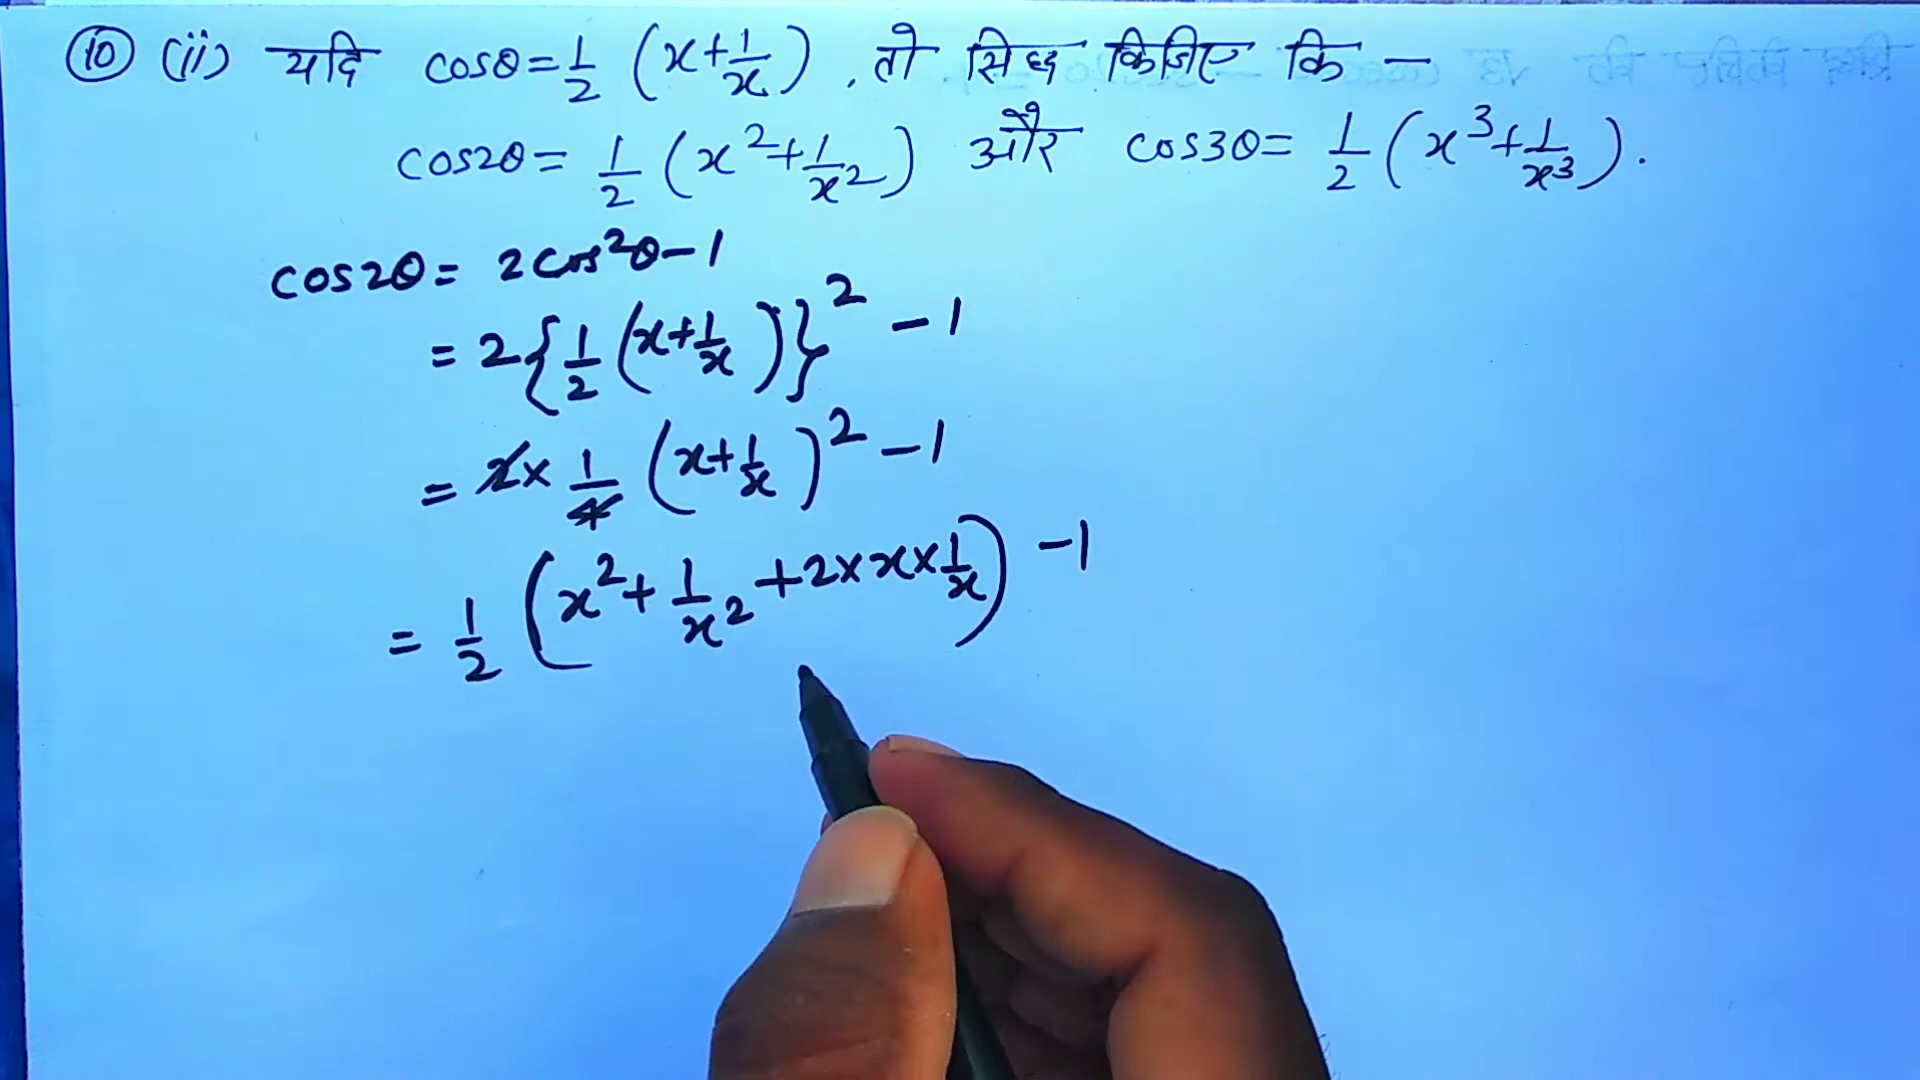 10 (ii) यदि cosθ=1/2 (x+1/x), तो सिध्द किजिए कि –
cos2θ= 1/2 (x²+1/x²) और cos3θ= 1/2 (x³+1/x³).
cos2θ= 2cos²θ-1
= 2{1/2 (x+1/x)}² - 1
= 2× 1/4 (x+1/x)² - 1
= 1/2 (x²+1/x²+2×x×1/x) -1